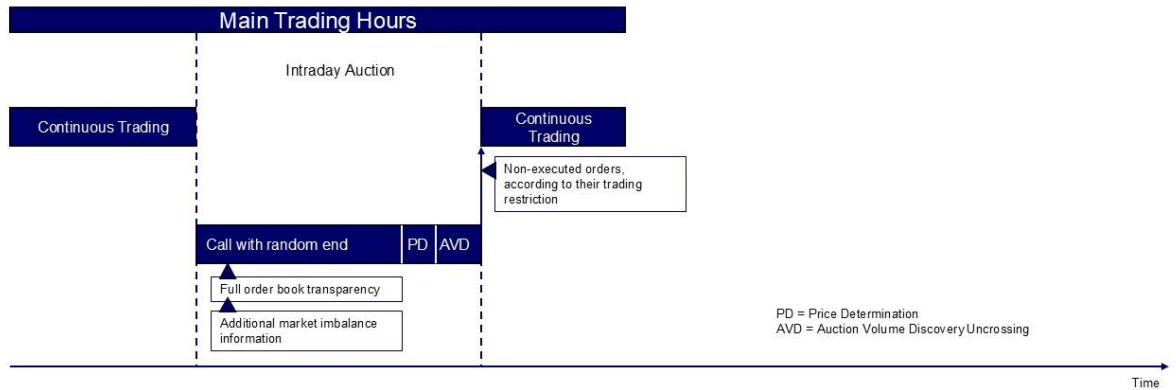 Main Trading Hours
Intraday Auction
Continuous Trading
Continuous
Trading
Non-executed orders,
according to their trading
restriction
Call with random end
PD
AVD
Full order book transparency
Additional market imbalance
information
PD = Price Determination
AVD = Auction Volume Discovery Uncrossing
Time